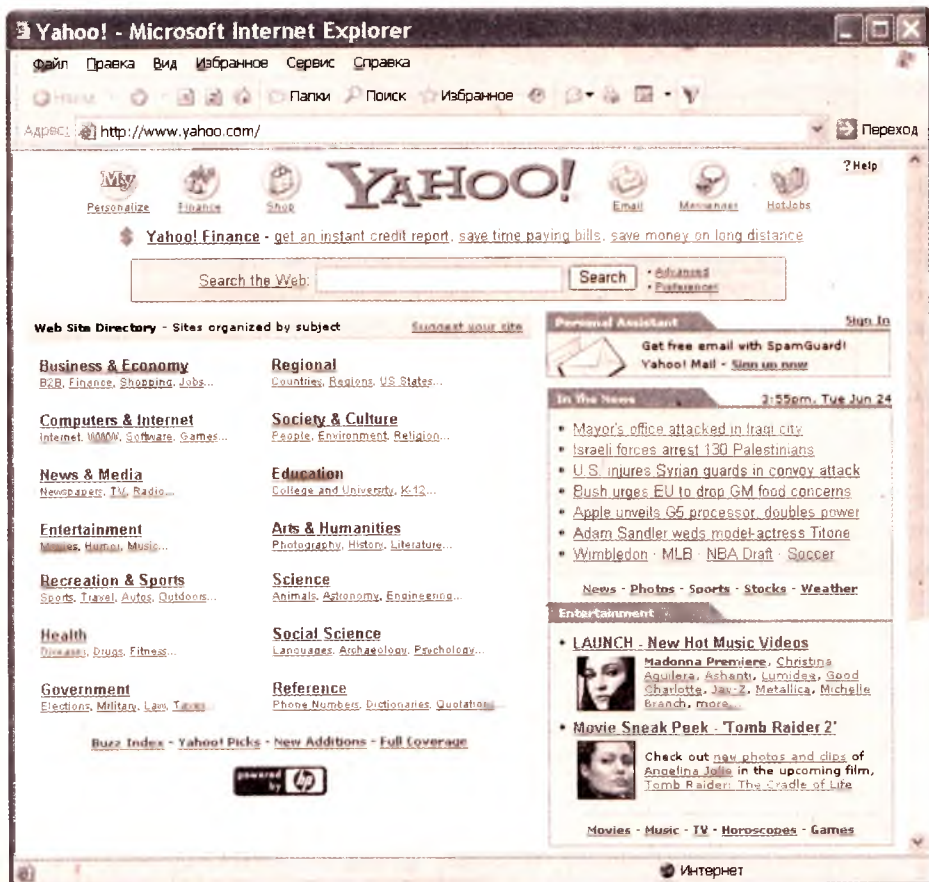 Yahoo! - Microsoft Internet Explorer
Файл Правка Вид Избранное Сервис Справка
Папки Поиск Избранное
Адрес: http://www.yahoo.com/ Переход
My YAHOO! ? Help
Personalize Finance Shop Email Messenger HotJobs
$ Yahoo! Finance - get an instant credit report, save time paying bills, save money on long distance
Search the Web: Search • Advanced
• Preferences
Web Site Directory - Sites organized by subject Suggest your site
Business & Economy
B2B, Finance, Shopping, Jobs...
Regional
Countries, Regions, US States...
Computers & Internet
Internet, WWW, Software, Games...
Society & Culture
People, Environment, Religion...
News & Media
Newspapers, TV, Radio...
Education
College and University, K-12...
Entertainment
Movies, Humor, Music...
Arts & Humanities
Photography, History, Literature...
Recreation & Sports
Sports, Travel, Autos, Outdoors...
Science
Animals, Astronomy, Engineering...
Health
Diseases, Drugs, Fitness...
Social Science
Languages, Archaeology, Psychology...
Government
Elections, Military, Law, Taxes...
Reference
Phone Numbers, Dictionaries, Quotations...
Buzz Index - Yahoo! Picks - New Additions - Full Coverage
powered by hp
Personal Assistant Sign In
Get free email with SpamGuard!
Yahoo! Mail - Sign up now
In the News 3:55pm, Tue Jun 24
• Mayor's office attacked in Iraqi city
• Israeli forces arrest 130 Palestinians
• U.S. injures Syrian guards in convoy attack
• Bush urges EU to drop GM food concerns
• Apple unveils G5 processor, doubles power
• Adam Sandler weds model-actress Titone
• Wimbledon · MLB · NBA Draft · Soccer
News - Photos - Sports - Stocks - Weather
Entertainment
• LAUNCH - New Hot Music Videos
Madonna Premiere, Christina
Aguilera, Ashanti, Lumidee, Good
Charlotte, Jay-Z, Metallica, Michelle
Branch, more...
• Movie Sneak Peek - 'Tomb Raider 2'
Check out new photos and clips of
Angelina Jolie in the upcoming film,
Tomb Raider: The Cradle of Life
Movies - Music - TV - Horoscopes - Games
Интернет